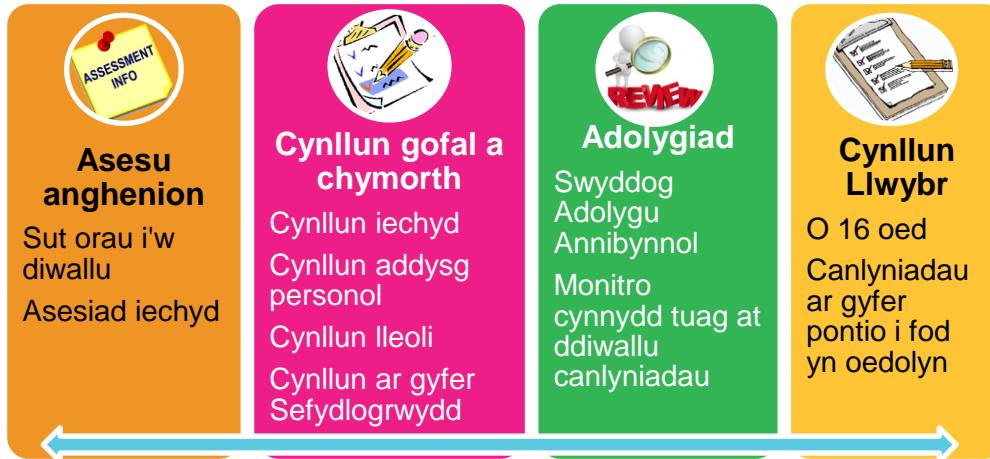 ASSESSMENT
INFO
Asesu
anghenion
Sut orau i'w
diwallu
Asesiad iechyd
Cynllun gofal a
chymorth
Cynllun iechyd
Cynllun addysg
personol
Cynllun lleoli
Cynllun ar gyfer
Sefydlogrwydd
REVIEW
Adolygiad
Swyddog
Adolygu
Annibynnol
Monitro
cynnydd tuag at
ddiwallu
canlyniadau
Cynllun
Llwybr
O 16 oed
Canlyniadau
ar gyfer
pontio i fod
yn oedolyn